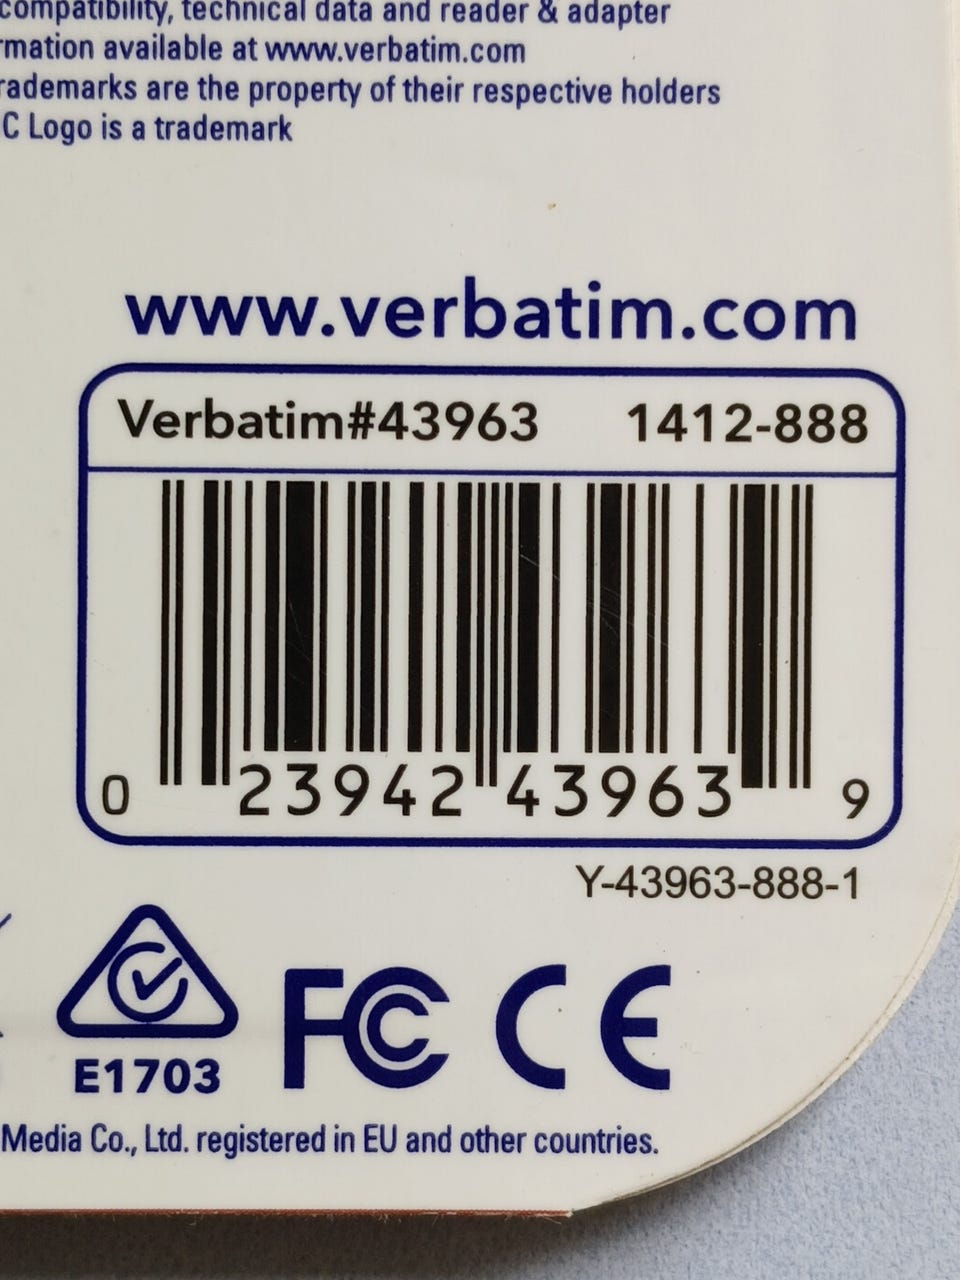 compatibility, technical data and reader & adapter
rmation available at www.verbatim.com
rademarks are the property of their respective holders
C Logo is a trademark
www.verbatim.com
Verbatim#43963 1412-888
0 23942 43963 9
Y-43963-888-1
E1703
FC CE
Media Co., Ltd. registered in EU and other countries.